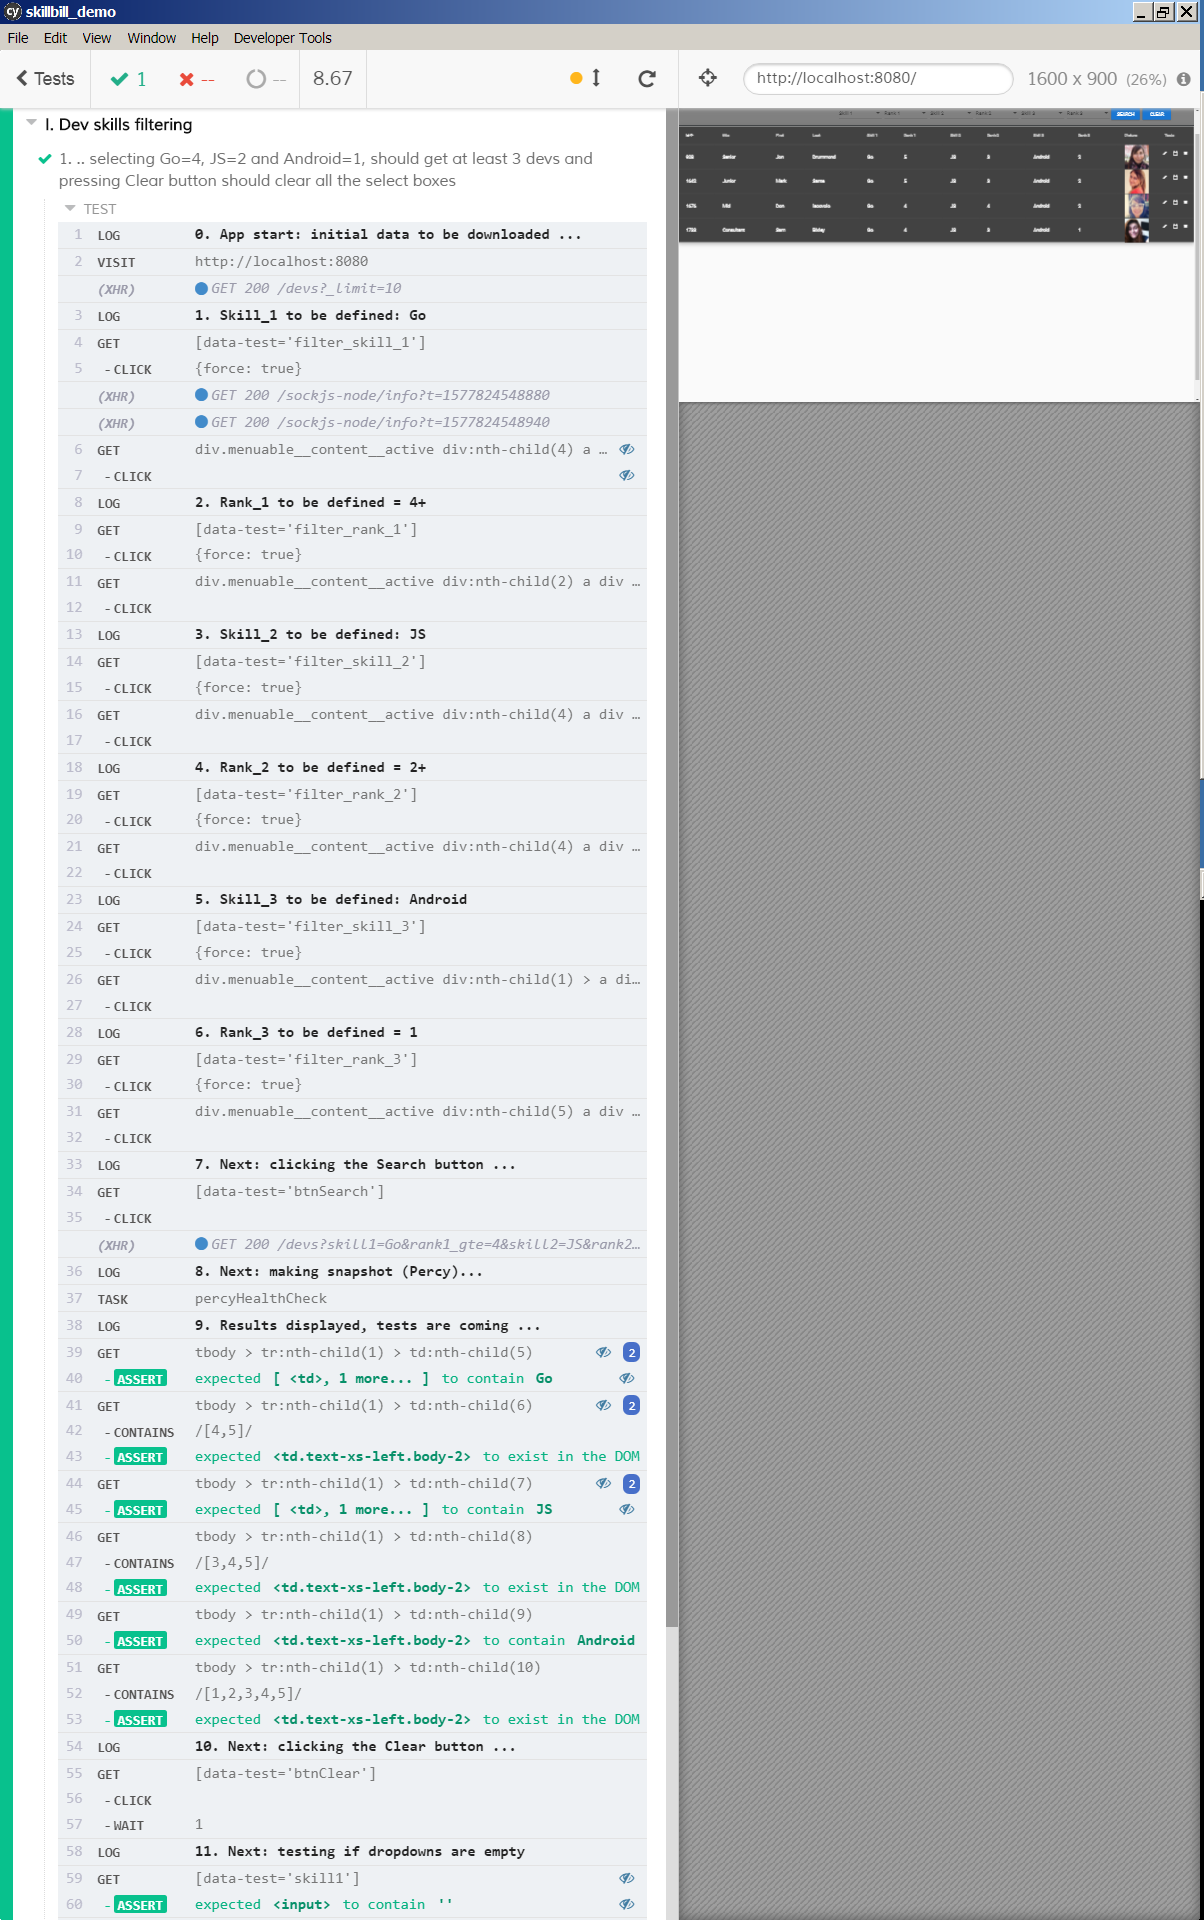 cy skillbill_demo
File Edit View Window Help Developer Tools
Tests 1 -- -- 8.67 http://localhost:8080/ 1600 x 900 (26%)
I. Dev skills filtering
1. .. selecting Go=4, JS=2 and Android=1, should get at least 3 devs and
pressing Clear button should clear all the select boxes
TEST
1 LOG 0. App start: initial data to be downloaded ...
2 VISIT http://localhost:8080
(XHR) GET 200 /devs?_limit=10
3 LOG 1. Skill_1 to be defined: Go
4 GET [data-test='filter_skill_1']
5 - CLICK {force: true}
(XHR) GET 200 /sockjs-node/info?t=1577824548880
(XHR) GET 200 /sockjs-node/info?t=1577824548940
6 GET div.menuable__content__active div:nth-child(4) a …
7 - CLICK
8 LOG 2. Rank_1 to be defined = 4+
9 GET [data-test='filter_rank_1']
10 - CLICK {force: true}
11 GET div.menuable__content__active div:nth-child(2) a div …
12 - CLICK
13 LOG 3. Skill_2 to be defined: JS
14 GET [data-test='filter_skill_2']
15 - CLICK {force: true}
16 GET div.menuable__content__active div:nth-child(4) a div …
17 - CLICK
18 LOG 4. Rank_2 to be defined = 2+
19 GET [data-test='filter_rank_2']
20 - CLICK {force: true}
21 GET div.menuable__content__active div:nth-child(4) a div …
22 - CLICK
23 LOG 5. Skill_3 to be defined: Android
24 GET [data-test='filter_skill_3']
25 - CLICK {force: true}
26 GET div.menuable__content__active div:nth-child(1) > a di…
27 - CLICK
28 LOG 6. Rank_3 to be defined = 1
29 GET [data-test='filter_rank_3']
30 - CLICK {force: true}
31 GET div.menuable__content__active div:nth-child(5) a div …
32 - CLICK
33 LOG 7. Next: clicking the Search button ...
34 GET [data-test='btnSearch']
35 - CLICK
(XHR) GET 200 /devs?skill1=Go&rank1_gte=4&skill2=JS&rank2…
36 LOG 8. Next: making snapshot (Percy)...
37 TASK percyHealthCheck
38 LOG 9. Results displayed, tests are coming ...
39 GET tbody > tr:nth-child(1) > td:nth-child(5) 2
40 - ASSERT expected [ <td>, 1 more... ] to contain Go
41 GET tbody > tr:nth-child(1) > td:nth-child(6) 2
42 - CONTAINS /[4,5]/
43 - ASSERT expected <td.text-xs-left.body-2> to exist in the DOM
44 GET tbody > tr:nth-child(1) > td:nth-child(7) 2
45 - ASSERT expected [ <td>, 1 more... ] to contain JS
46 GET tbody > tr:nth-child(1) > td:nth-child(8)
47 - CONTAINS /[3,4,5]/
48 - ASSERT expected <td.text-xs-left.body-2> to exist in the DOM
49 GET tbody > tr:nth-child(1) > td:nth-child(9)
50 - ASSERT expected <td.text-xs-left.body-2> to contain Android
51 GET tbody > tr:nth-child(1) > td:nth-child(10)
52 - CONTAINS /[1,2,3,4,5]/
53 - ASSERT expected <td.text-xs-left.body-2> to exist in the DOM
54 LOG 10. Next: clicking the Clear button ...
55 GET [data-test='btnClear']
56 - CLICK
57 - WAIT 1
58 LOG 11. Next: testing if dropdowns are empty
59 GET [data-test='skill1']
60 - ASSERT expected <input> to contain ''
SEARCH CLEAR
Senior Jan Drummond Go JS Android
Junior Mark Go JS Android
Mid Don Go 4 JS 4 Android
Go 4 JS Android 1